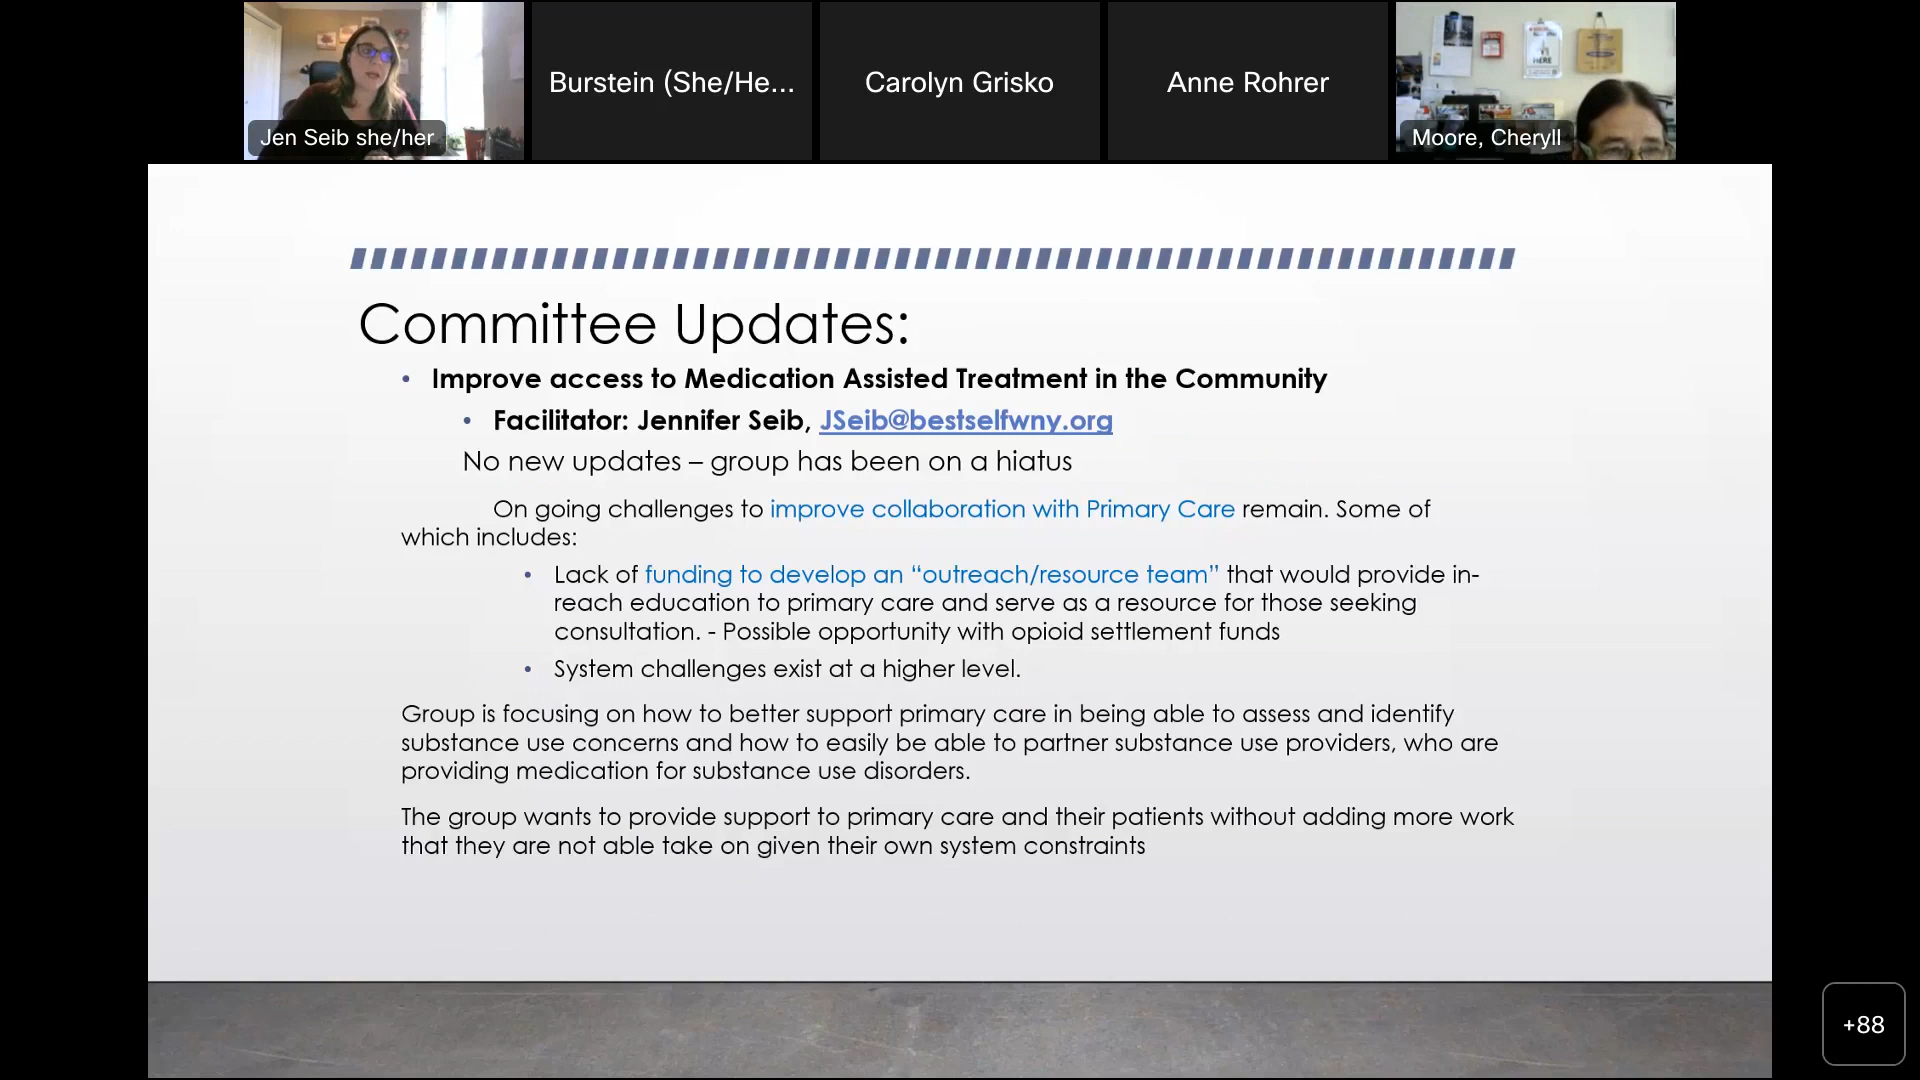 Jen Seib she/her
Burstein (She/He...
Carolyn Grisko
Anne Rohrer
Moore, Cheryll
HERE
Committee Updates:
• Improve access to Medication Assisted Treatment in the Community
• Facilitator: Jennifer Seib, JSeib@bestselfwny.org
No new updates – group has been on a hiatus
On going challenges to improve collaboration with Primary Care remain. Some of
which includes:
• Lack of funding to develop an “outreach/resource team” that would provide in-
reach education to primary care and serve as a resource for those seeking
consultation. - Possible opportunity with opioid settlement funds
• System challenges exist at a higher level.
Group is focusing on how to better support primary care in being able to assess and identify
substance use concerns and how to easily be able to partner substance use providers, who are
providing medication for substance use disorders.
The group wants to provide support to primary care and their patients without adding more work
that they are not able take on given their own system constraints
+88